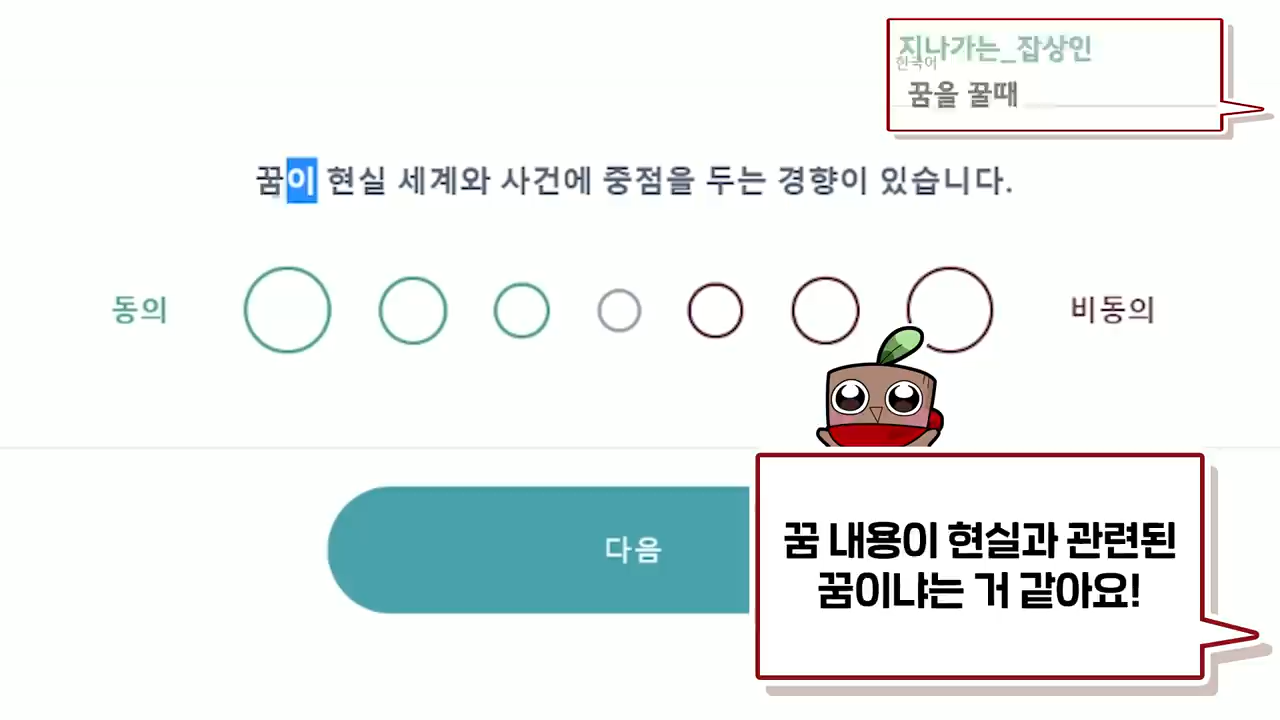 지나가는_잡상인
한국어
꿈을 꿀때
꿈이 현실 세계와 사건에 중점을 두는 경향이 있습니다.
동의
비동의
다음
꿈 내용이 현실과 관련된
꿈이냐는 거 같아요!